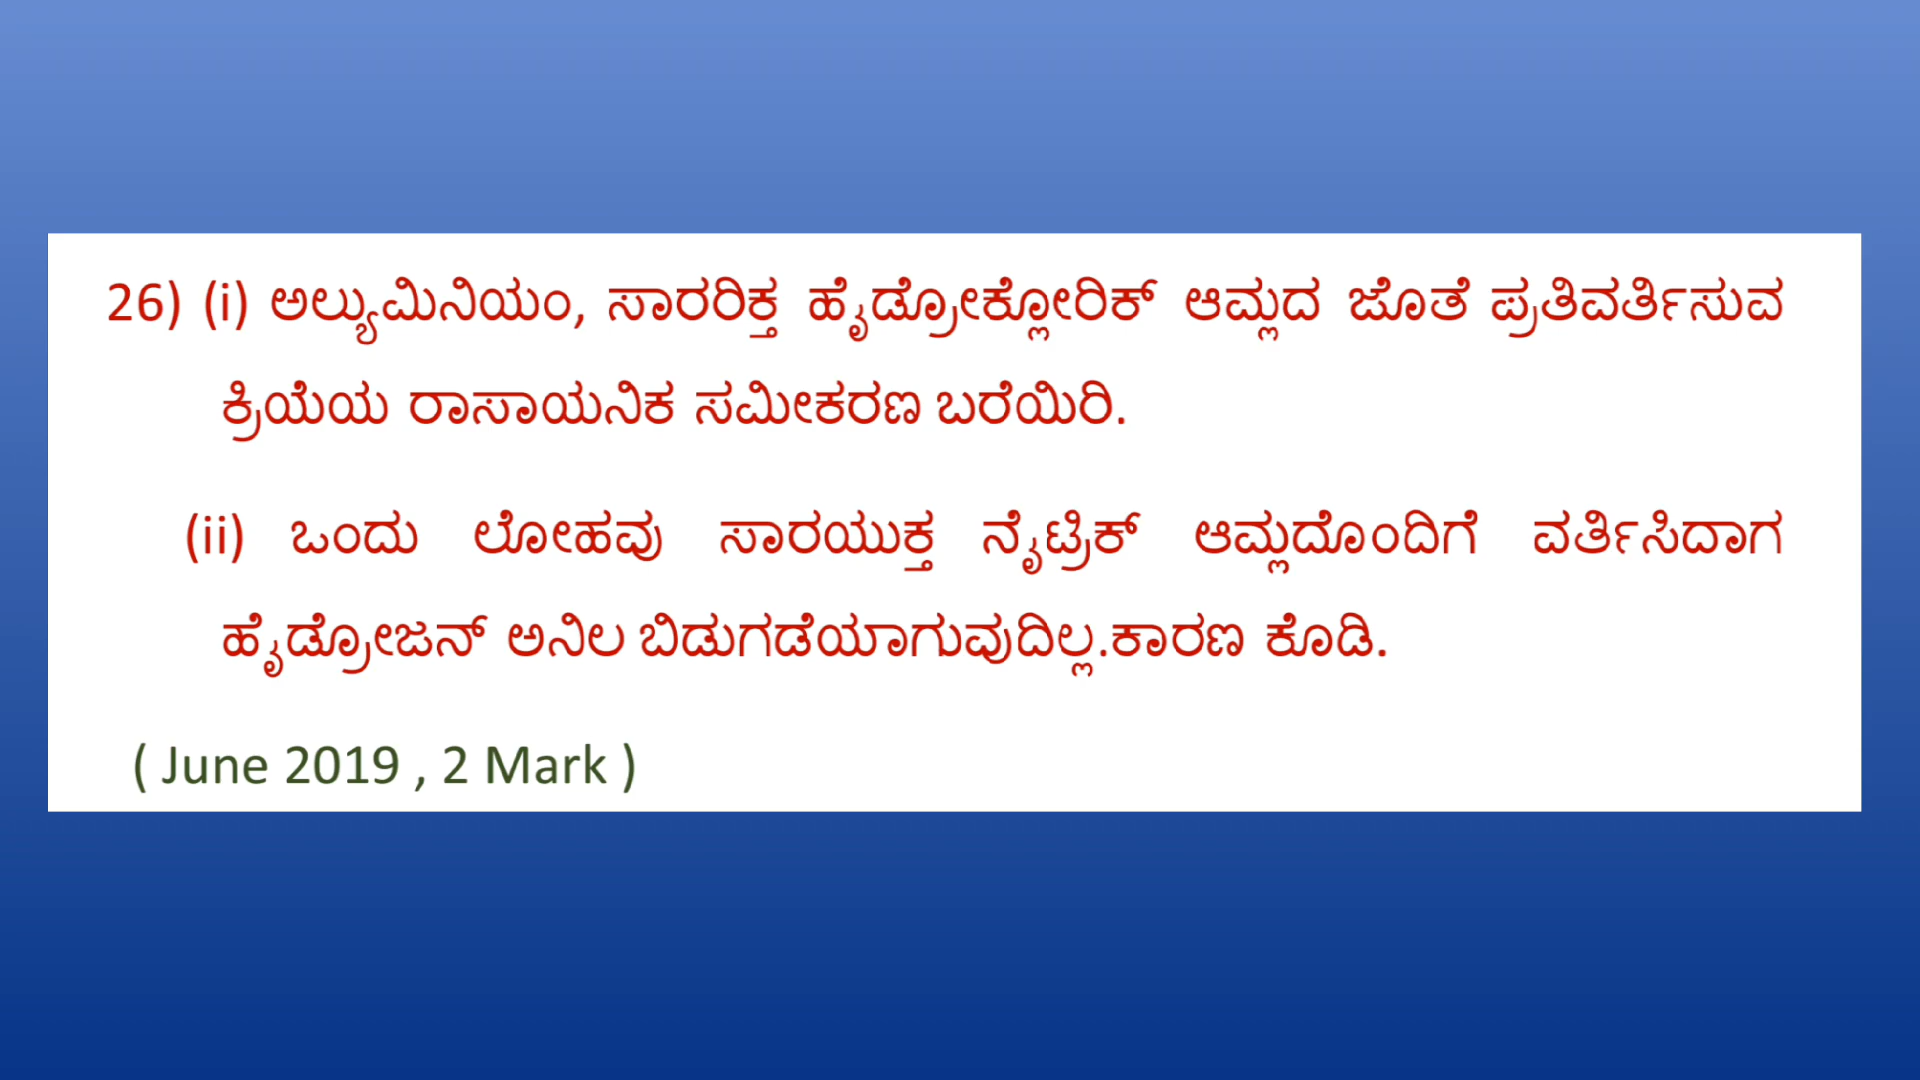 26) (i) ಅಲ್ಯುಮಿನಿಯಂ, ಸಾರರಿಕ್ತ ಹೈಡ್ರೋಕ್ಲೋರಿಕ್ ಆಮ್ಲದ ಜೊತೆ ಪ್ರತಿವರ್ತಿಸುವ
ಕ್ರಿಯೆಯ ರಾಸಾಯನಿಕ ಸಮೀಕರಣ ಬರೆಯಿರಿ.
(ii) ಒಂದು ಲೋಹವು ಸಾರಯುಕ್ತ ನೈಟ್ರಿಕ್ ಆಮ್ಲದೊಂದಿಗೆ ವರ್ತಿಸಿದಾಗ
ಹೈಡ್ರೋಜನ್ ಅನಿಲ ಬಿಡುಗಡೆಯಾಗುವುದಿಲ್ಲ.ಕಾರಣ ಕೊಡಿ.
( June 2019 , 2 Mark )